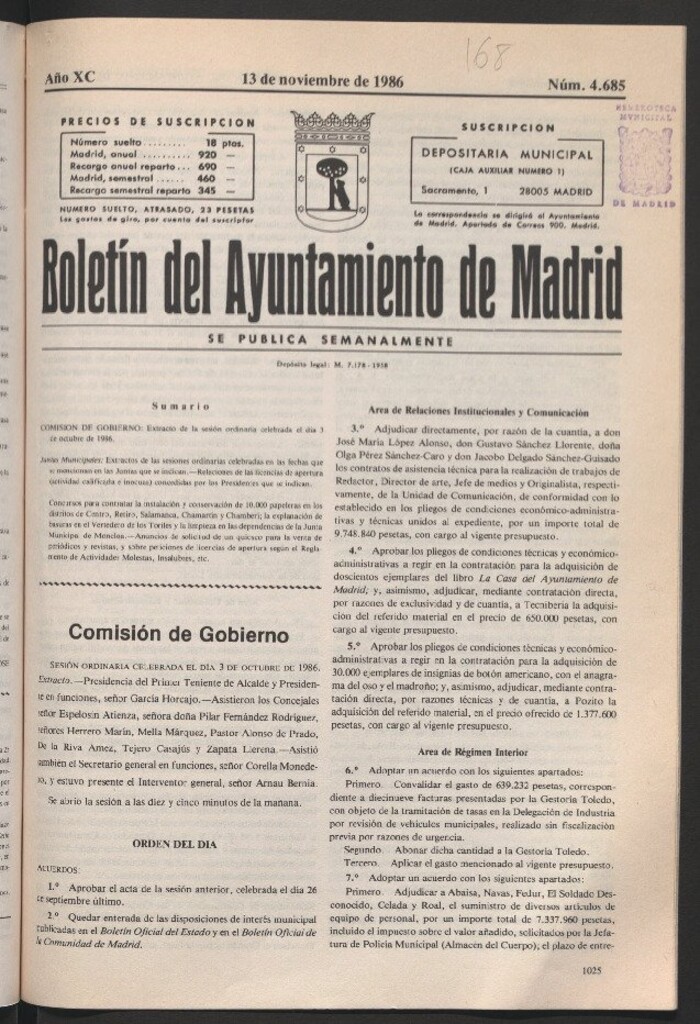 168
Año XC
13 de noviembre de 1986
Núm. 4.685
HEMEROTECA
MUNICIPAL
DE MADRID
PRECIOS DE SUSCRIPCION
Número suelto ......... 18 ptas.
Madrid, anual .......... 920 —
Recargo anual reparto ... 690 —
Madrid, semestral ....... 460 —
Recargo semestral reparto 345 —
NUMERO SUELTO, ATRASADO, 23 PESETAS
Los gastos de giro, por cuenta del suscriptor
SUSCRIPCION
DEPOSITARIA MUNICIPAL
(CAJA AUXILIAR NUMERO 1)
Sacramento, 1 28005 MADRID
La correspondencia se dirigirá al Ayuntamiento
de Madrid. Apartado de Correos 900. Madrid.
Boletín del Ayuntamiento de Madrid
SE PUBLICA SEMANALMENTE
Depósito legal: M. 7.178 - 1958
Sumario
COMISION DE GOBIERNO: Extracto de la sesión ordinaria celebrada el día 3
de octubre de 1986.
Juntas Municipales: Extractos de las sesiones ordinarias celebradas en las fechas que
se mencionan en las Juntas que se indican.—Relaciones de las licencias de apertura
(actividad calificada e inocua) concedidas por los Presidentes que se indican.
Concursos para contratar la instalación y conservación de 10.000 papeleras en los
distritos de Centro, Retiro, Salamanca, Chamartín y Chamberí; la explanación de
basuras en el Vertedero de los Toriles y la limpieza en las dependencias de la Junta
Municipal de Moncloa.—Anuncios de solicitud de un quiosco para la venta de
periódicos y revistas, y sobre peticiones de licencias de apertura según el Regla-
mento de Actividades Molestas, Insalubres, etc.
Comisión de Gobierno
SESIÓN ORDINARIA CELEBRADA EL DÍA 3 DE OCTUBRE DE 1986.
Extracto.—Presidencia del Primer Teniente de Alcalde y Presiden-
te en funciones, señor García Horcajo.—Asistieron los Concejales
señor Espelosín Atienza, señora doña Pilar Fernández Rodríguez,
señores Herrero Marín, Mella Márquez, Pastor Alonso de Prado,
De la Riva Ámez, Tejero Casajús y Zapata Llerena.—Asistió
también el Secretario general en funciones, señor Corella Monede-
ro, y estuvo presente el Interventor general, señor Arnau Bernia.
Se abrió la sesión a las diez y cinco minutos de la mañana.
ORDEN DEL DIA
ACUERDOS:
1.º Aprobar el acta de la sesión anterior, celebrada el día 26
de septiembre último.
2.º Quedar enterada de las disposiciones de interés municipal
publicadas en el Boletín Oficial del Estado y en el Boletín Oficial de
la Comunidad de Madrid.
Area de Relaciones Institucionales y Comunicación
3.º Adjudicar directamente, por razón de la cuantía, a don
José María López Alonso, don Gustavo Sánchez Llorente, doña
Olga Pérez Sánchez-Caro y don Jacobo Delgado Sánchez-Guisado
los contratos de asistencia técnica para la realización de trabajos de
Redactor, Director de arte, Jefe de medios y Originalista, respecti-
vamente, de la Unidad de Comunicación, de conformidad con lo
establecido en los pliegos de condiciones económico-administrati-
vas y técnicas unidos al expediente, por un importe total de
9.748.840 pesetas, con cargo al vigente presupuesto.
4.º Aprobar los pliegos de condiciones técnicas y económico-
administrativas a regir en la contratación para la adquisición de
doscientos ejemplares del libro La Casa del Ayuntamiento de
Madrid; y, asimismo, adjudicar, mediante contratación directa,
por razones de exclusividad y de cuantía, a Tecniberia la adquisi-
ción del referido material en el precio de 650.000 pesetas, con
cargo al vigente presupuesto.
5.º Aprobar los pliegos de condiciones técnicas y económico-
administrativas a regir en la contratación para la adquisición de
30.000 ejemplares de insignias de botón americano, con el anagra-
ma del oso y el madroño; y, asimismo, adjudicar, mediante contra-
tación directa, por razones técnicas y de cuantía, a Pozito la
adquisición del referido material, en el precio ofrecido de 1.377.600
pesetas, con cargo al vigente presupuesto.
Area de Régimen Interior
6.º Adoptar un acuerdo con los siguientes apartados:
Primero. Convalidar el gasto de 639.232 pesetas, correspon-
diente a diecinueve facturas presentadas por la Gestoría Toledo,
con objeto de la tramitación de tasas en la Delegación de Industria
por revisión de vehículos municipales, realizado sin fiscalización
previa por razones de urgencia.
Segundo. Abonar dicha cantidad a la Gestoría Toledo.
Tercero. Aplicar el gasto mencionado al vigente presupuesto.
7.º Adoptar un acuerdo con los siguientes apartados:
Primero. Adjudicar a Abaisa, Navas, Fedur, El Soldado Des-
conocido, Celada y Roal, el suministro de diversos artículos de
equipo de personal, por un importe total de 7.337.960 pesetas,
incluido el impuesto sobre el valor añadido, solicitados por la Jefa-
tura de Policía Municipal (Almacén del Cuerpo); el plazo de entre-
1025